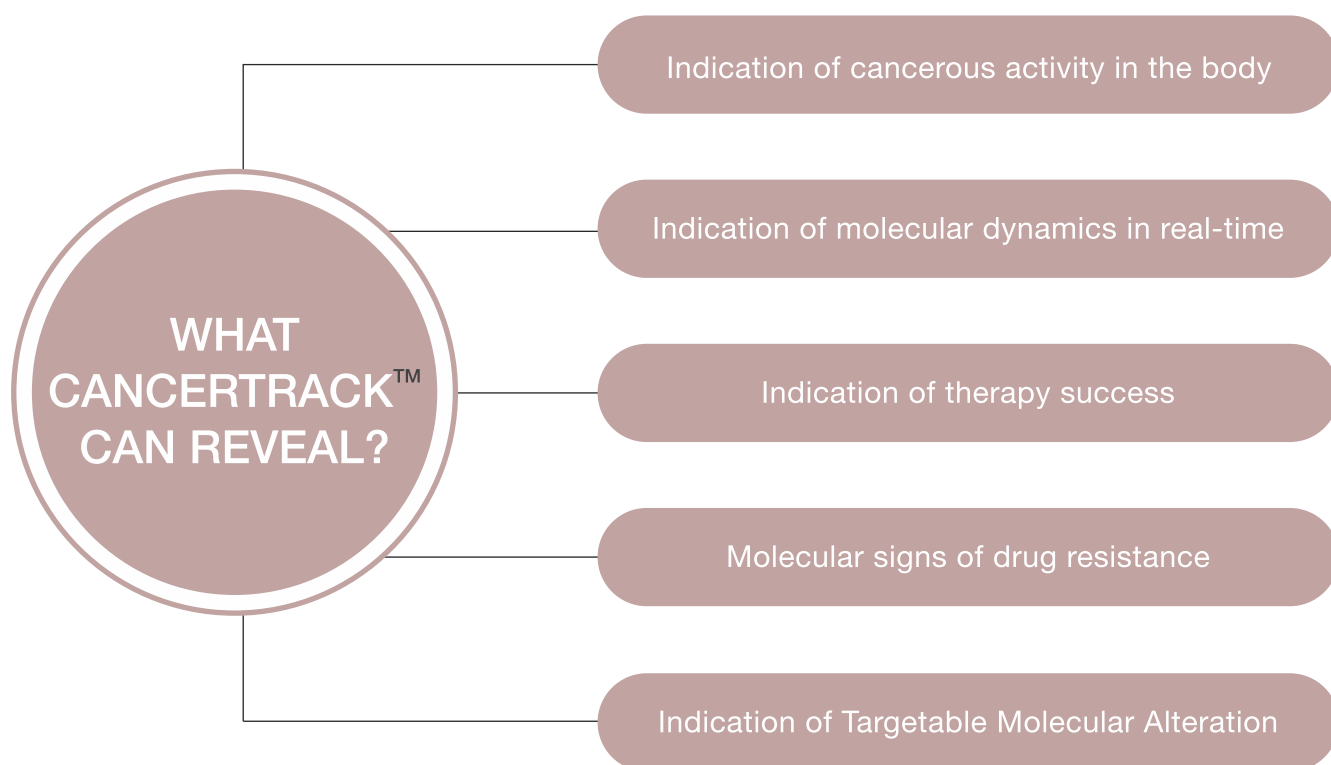 Indication of cancerous activity in the body
Indication of molecular dynamics in real-time
WHAT
CANCERTRACK™
CAN REVEAL?
Indication of therapy success
Molecular signs of drug resistance
Indication of Targetable Molecular Alteration